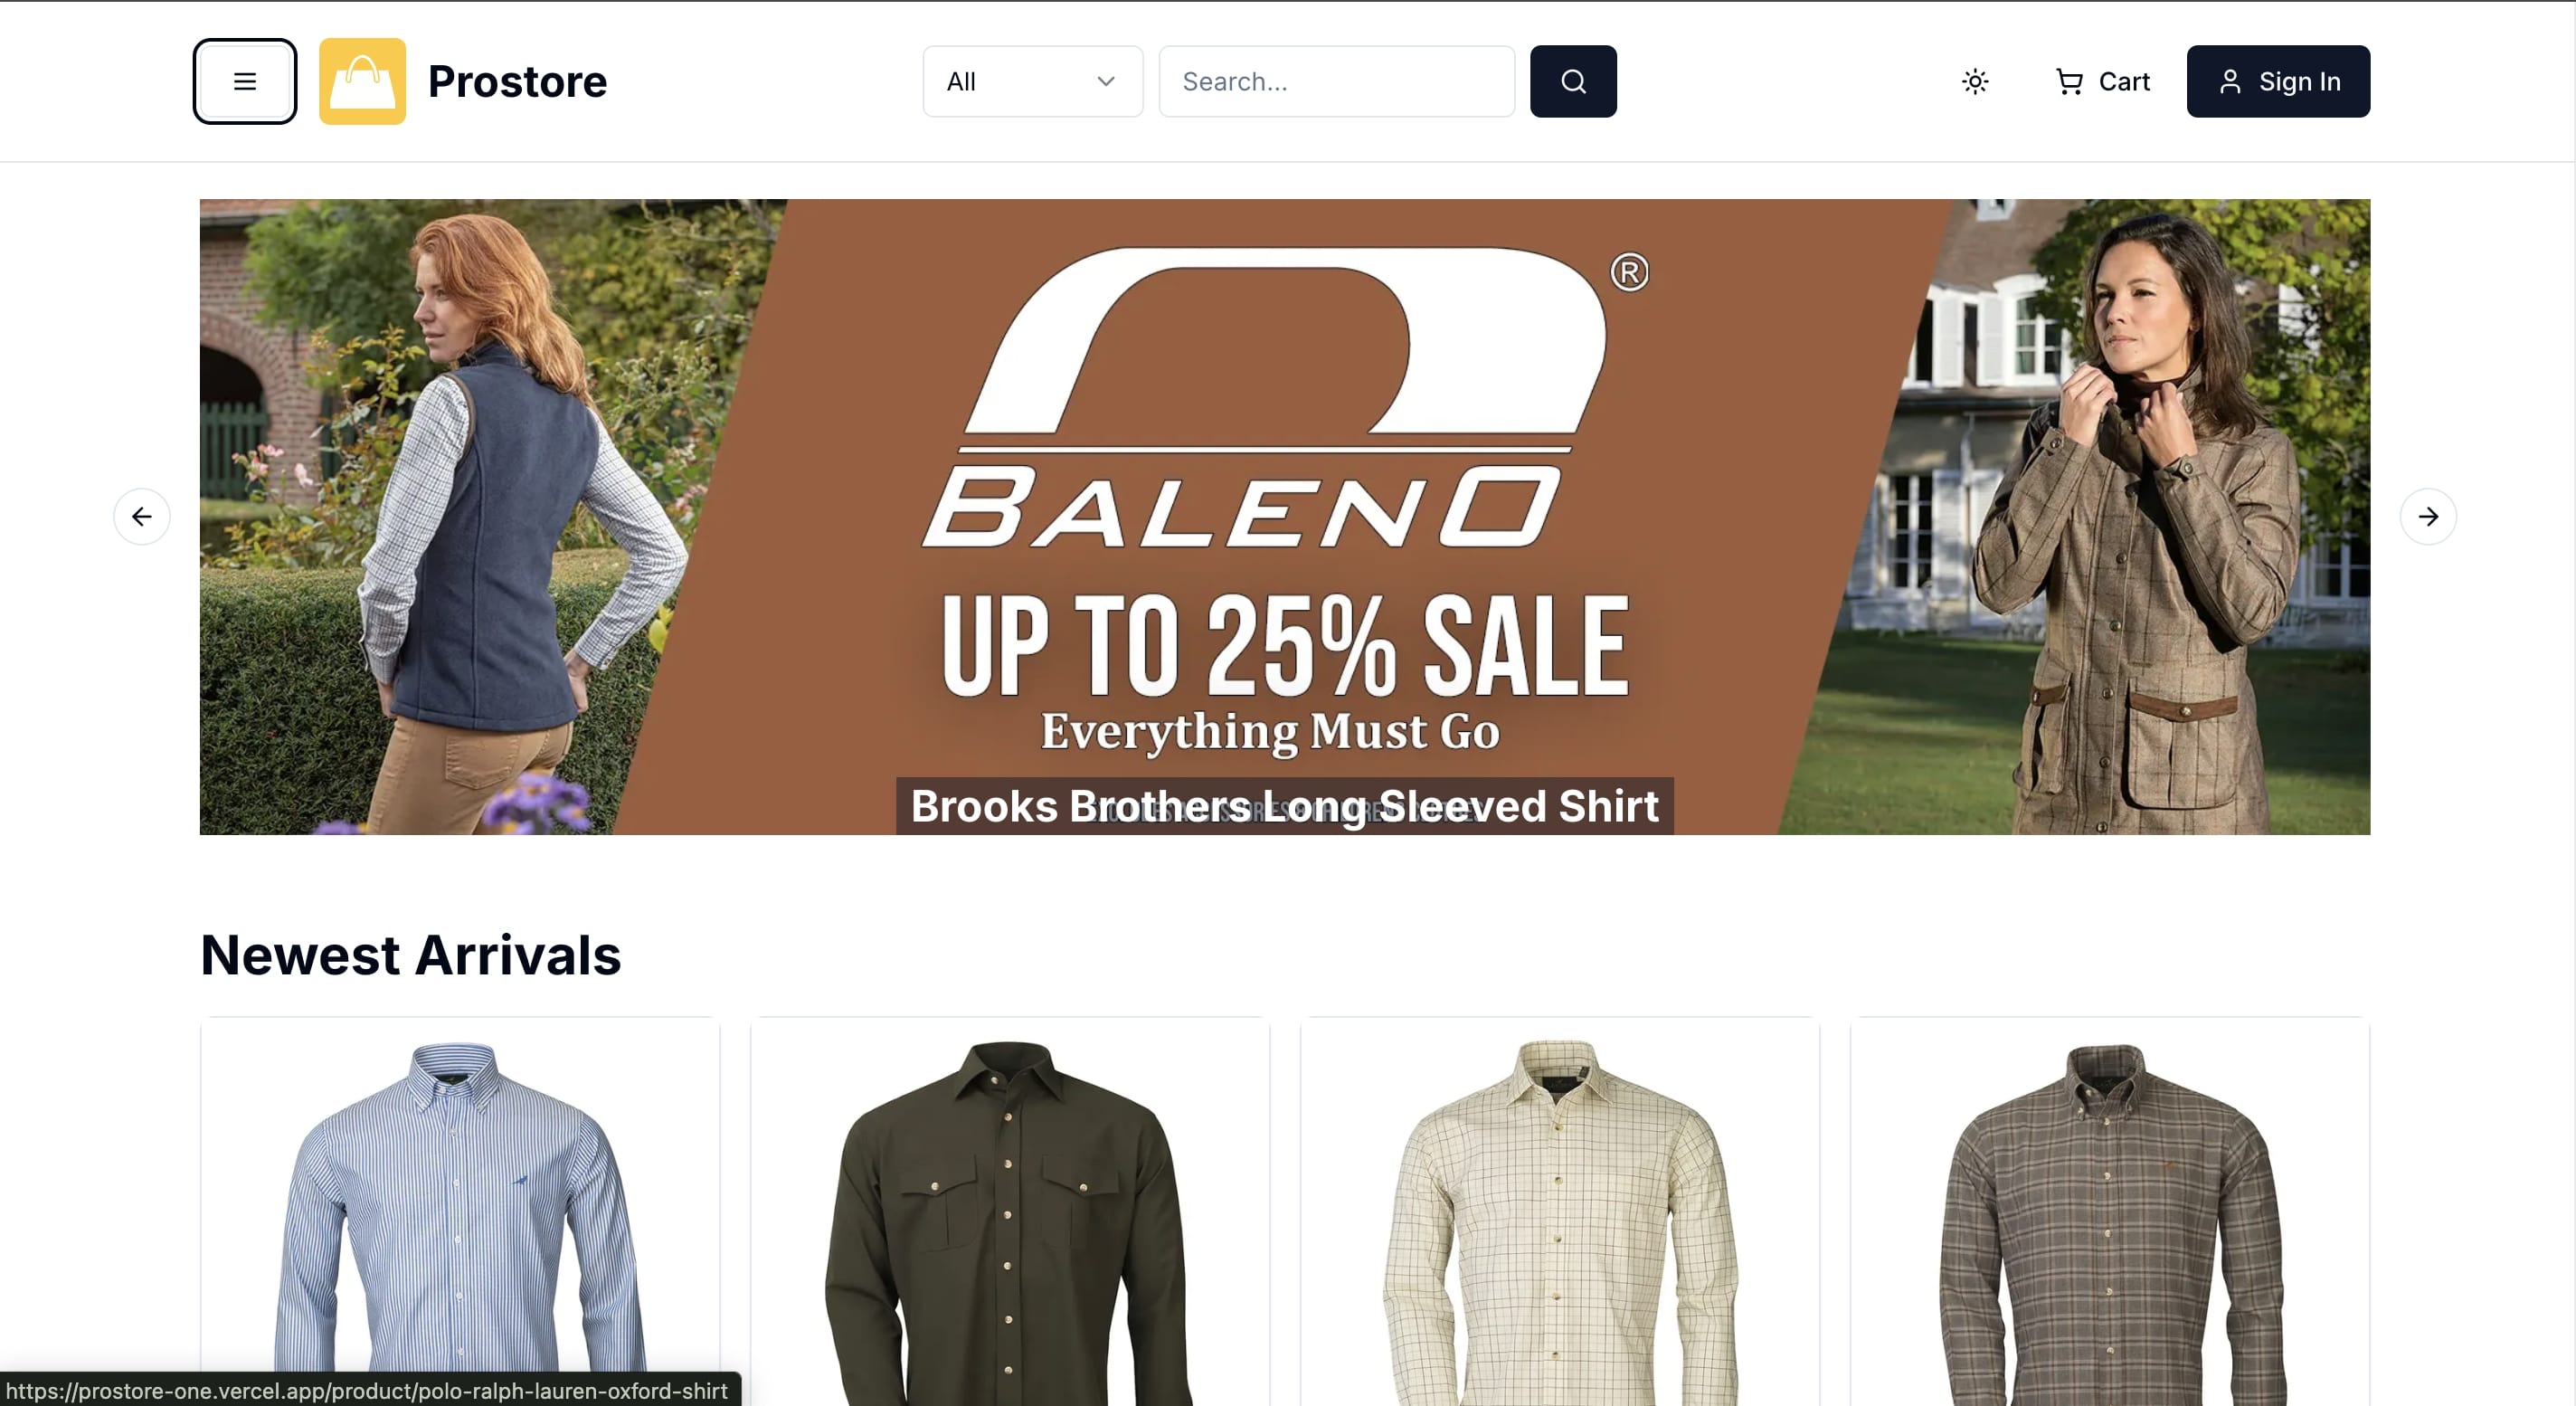 Prostore
All
Search...
Cart
Sign In
®
BALENO
UP TO 25% SALE
Everything Must Go
Brooks Brothers Long Sleeved Shirt
Newest Arrivals
https://prostore-one.vercel.app/product/polo-ralph-lauren-oxford-shirt